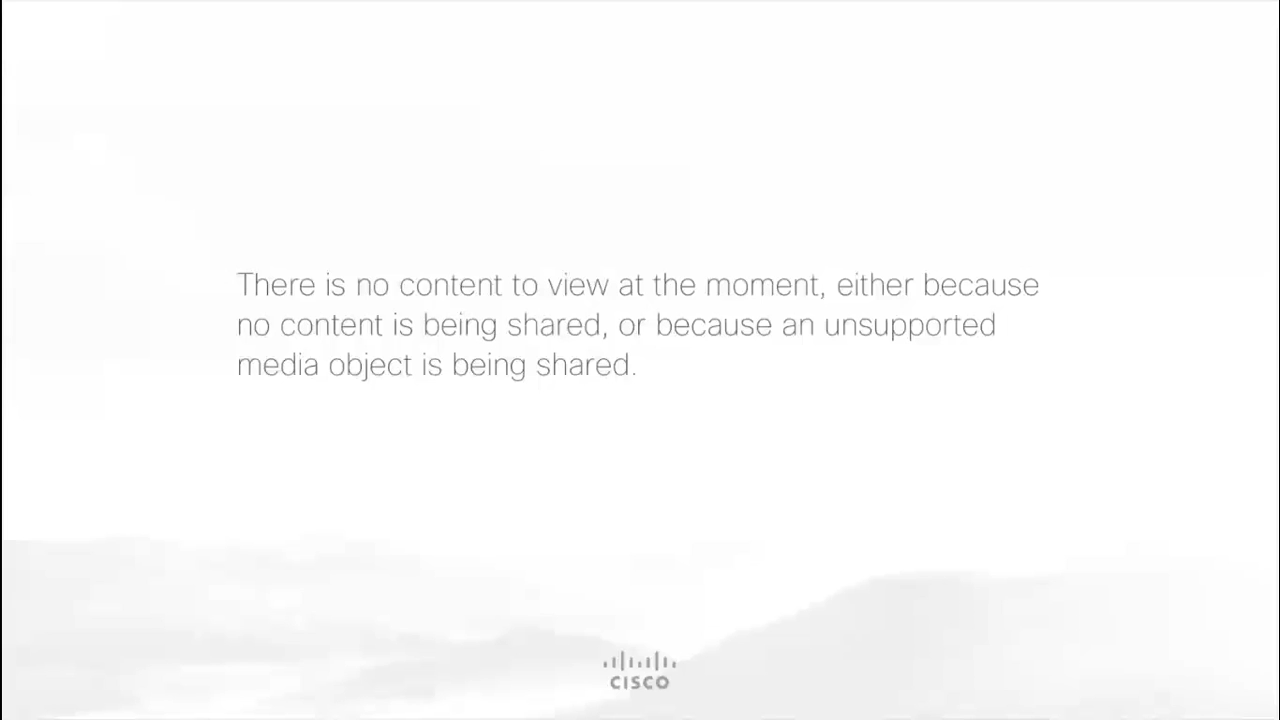 There is no content to view at the moment, either because
no content is being shared, or because an unsupported
media object is being shared.
CISCO